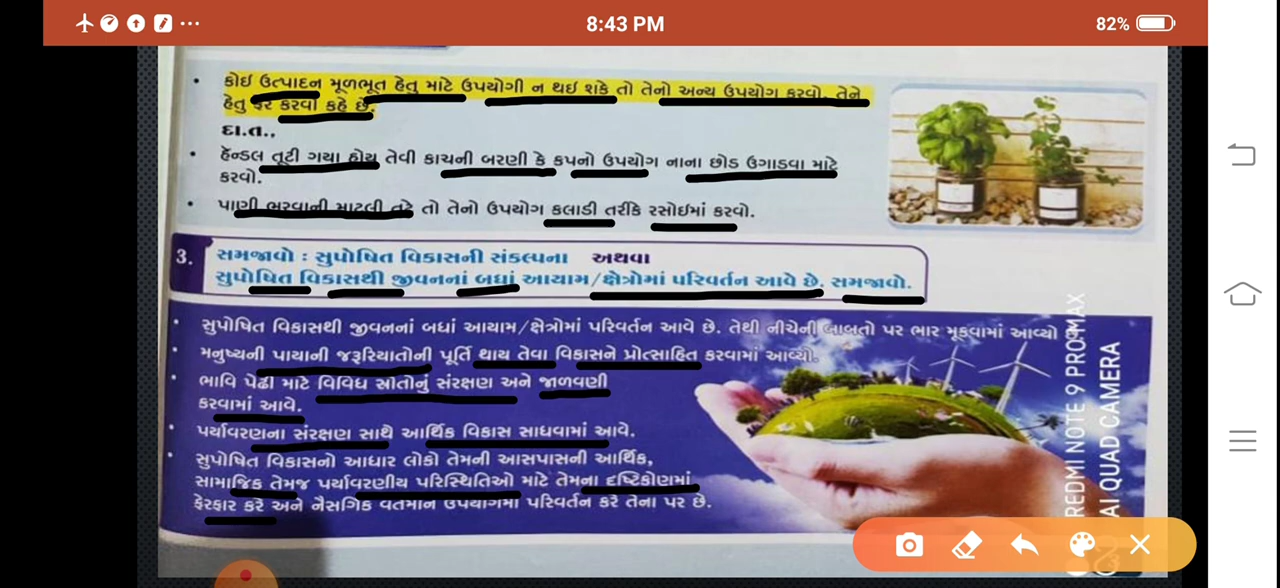 8:43 PM
82%
કોઈ ઉત્પાદન મૂળભૂત હેતુ માટે ઉપયોગી ન થઈ શકે તો તેનો અન્ય ઉપયોગ કરવો. તેને
હેતુ ફેર કરવો કહે છે.
દા.ત.,
હૅન્ડલ તૂટી ગયા હોય તેવી કાચની બરણી કે કપનો ઉપયોગ નાના છોડ ઉગાડવા માટે
કરવો.
પાણી ભરવાની માટલી તૂટે તો તેનો ઉપયોગ કલાડી તરીકે રસોઈમાં કરવો.
3. સમજાવો : સુપોષિત વિકાસની સંકલ્પના અથવા
સુપોષિત વિકાસથી જીવનનાં બધાં આયામ/ક્ષેત્રોમાં પરિવર્તન આવે છે. સમજાવો.
સુપોષિત વિકાસથી જીવનનાં બધાં આયામ/ક્ષેત્રોમાં પરિવર્તન આવે છે. તેથી નીચેની બાબતો પર ભાર મૂકવામાં આવ્યો
મનુષ્યની પાયાની જરૂરિયાતોની પૂર્તિ થાય તેવા વિકાસને પ્રોત્સાહિત કરવામાં આવ્યો.
ભાવિ પેઢી માટે વિવિધ સ્રોતોનું સંરક્ષણ અને જાળવણી
કરવામાં આવે.
પર્યાવરણના સંરક્ષણ સાથે આર્થિક વિકાસ સાધવામાં આવે.
સુપોષિત વિકાસનો આધાર લોકો તેમની આસપાસની આર્થિક,
સામાજિક તેમજ પર્યાવરણીય પરિસ્થિતિઓ માટે તેમના દૃષ્ટિકોણમાં
ફેરફાર કરે અને નૈસર્ગિક વર્તમાન ઉપયોગમાં પરિવર્તન કરે તેના પર છે.
REDMI NOTE 9 PRO MAX
AI QUAD CAMERA